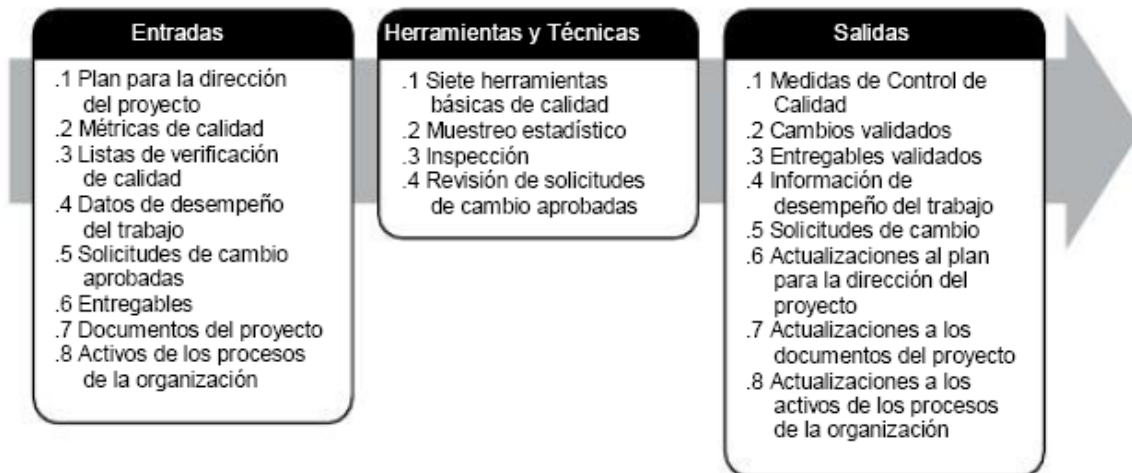 Entradas
.1 Plan para la dirección
del proyecto
.2 Métricas de calidad
.3 Listas de verificación
de calidad
.4 Datos de desempeño
del trabajo
.5 Solicitudes de cambio
aprobadas
.6 Entregables
.7 Documentos del proyecto
.8 Activos de los procesos
de la organización
Herramientas y Técnicas
.1 Siete herramientas
básicas de calidad
.2 Muestreo estadístico
.3 Inspección
.4 Revisión de solicitudes
de cambio aprobadas
Salidas
.1 Medidas de Control de
Calidad
.2 Cambios validados
.3 Entregables validados
.4 Información de
desempeño del trabajo
.5 Solicitudes de cambio
.6 Actualizaciones al plan
para la dirección del
proyecto
.7 Actualizaciones a los
documentos del proyecto
.8 Actualizaciones a los
activos de los procesos
de la organización